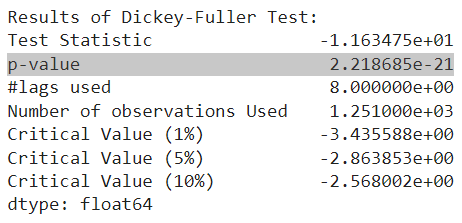 Results of Dickey-Fuller Test:
Test Statistic                 -1.163475e+01
p-value                         2.218685e-21
#lags used                      8.000000e+00
Number of observations Used     1.251000e+03
Critical Value (1%)            -3.435588e+00
Critical Value (5%)            -2.863853e+00
Critical Value (10%)           -2.568002e+00
dtype: float64